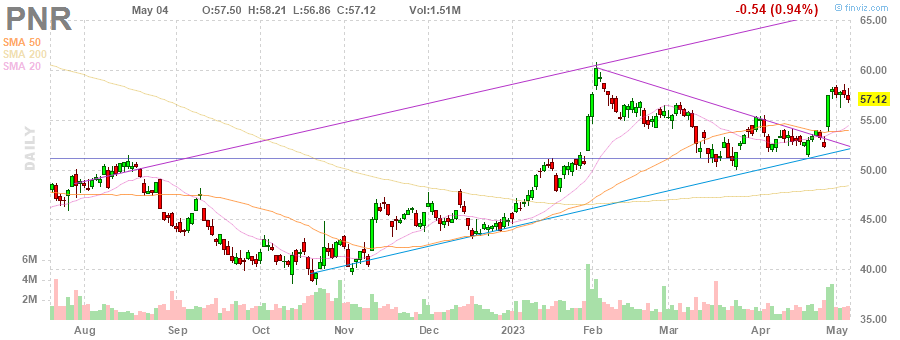 PNR May 04 O:57.50 H:58.21 L:56.86 C:57.12 Vol:1.51M -0.54 (0.94%) © finviz.com
SMA 50
SMA 200
SMA 20
DAILY
65.00
60.00
57.12
55.00
50.00
45.00
40.00
35.00
6M
4M
2M
Aug Sep Oct Nov Dec 2023 Feb Mar Apr May